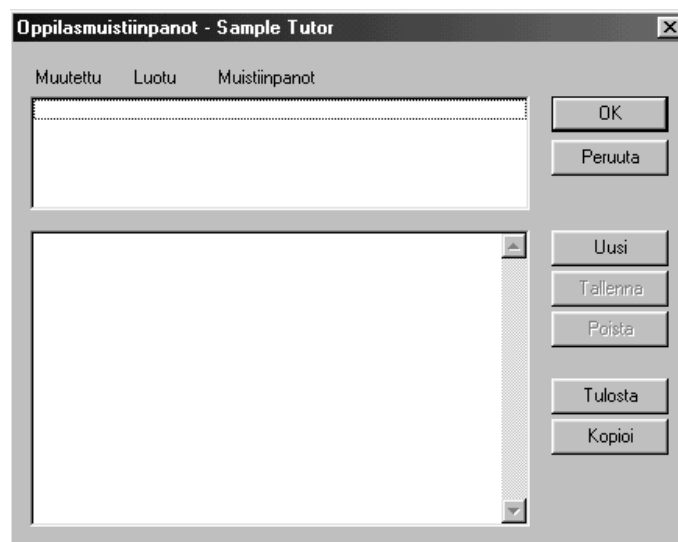 Oppilasmuistiinpanot - Sample Tutor
Muutettu Luotu Muistiinpanot
OK
Peruuta
Uusi
Tallenna
Poista
Tulosta
Kopioi